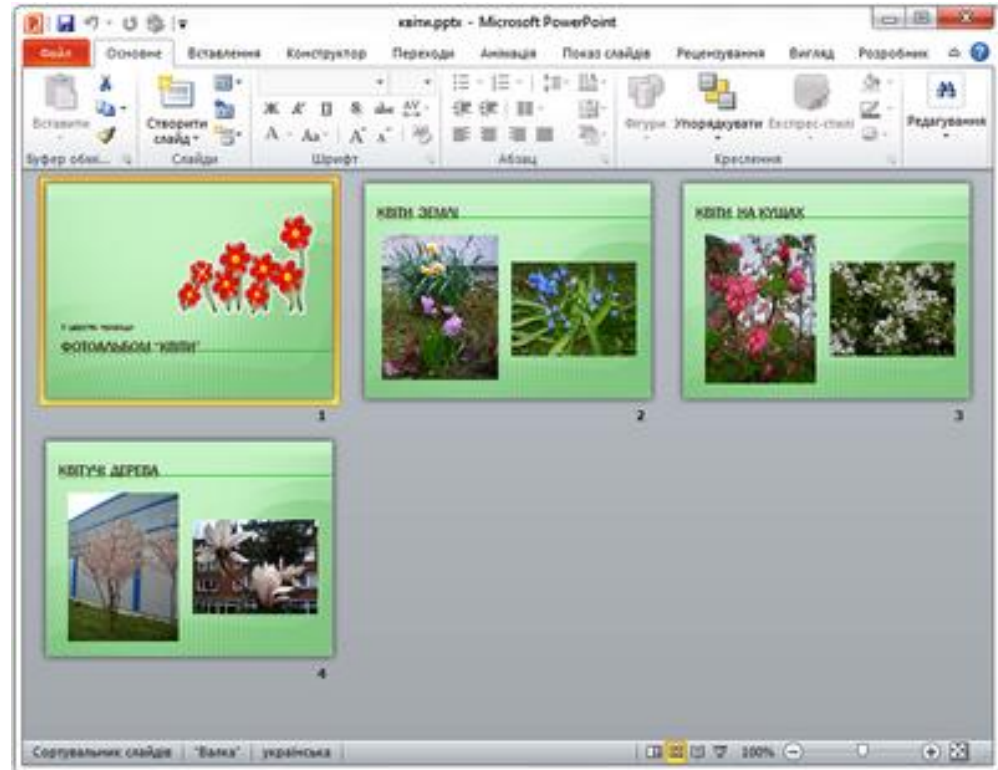 квіти.pptx - Microsoft PowerPoint
Файл Основне Вставлення Конструктор Переходи Анімація Показ слайдів Рецензування Вигляд Розробник
Вставити
Створити слайд
Фігури Упорядкувати Експрес-стилі
Редагування
Буфер обмі... Слайди Шрифт Абзац Креслення
ФОТОАЛЬБОМ "КВІТИ"
1
КВІТИ ЗЕМЛІ
2
КВІТИ НА КУЩАХ
3
КВІТУЧІ ДЕРЕВА
4
Сортувальник слайдів "Валка" українська 100%